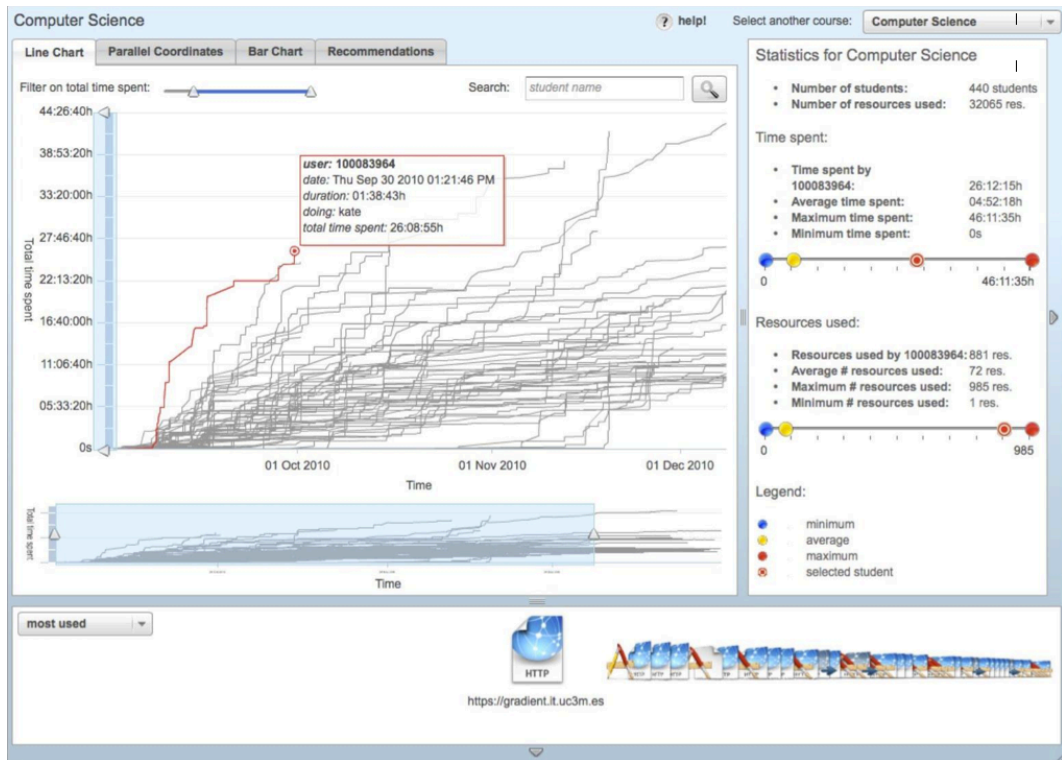 Computer Science
help!
Select another course:
Computer Science
Line Chart
Parallel Coordinates
Bar Chart
Recommendations
Filter on total time spent:
Search:
student name
44:26:40h
38:53:20h
33:20:00h
27:46:40h
22:13:20h
16:40:00h
11:06:40h
05:33:20h
0s
Total time spent
user: 100083964
date: Thu Sep 30 2010 01:21:46 PM
duration: 01:38:43h
doing: kate
total time spent: 26:08:55h
01 Oct 2010
01 Nov 2010
01 Dec 2010
Time
Total time spent
Time
Statistics for Computer Science
• Number of students: 440 students
• Number of resources used: 32065 res.
Time spent:
• Time spent by
100083964: 26:12:15h
• Average time spent: 04:52:18h
• Maximum time spent: 46:11:35h
• Minimum time spent: 0s
0
46:11:35h
Resources used:
• Resources used by 100083964: 881 res.
• Average # resources used: 72 res.
• Maximum # resources used: 985 res.
• Minimum # resources used: 1 res.
0
985
Legend:
minimum
average
maximum
selected student
most used
HTTP
https://gradient.it.uc3m.es